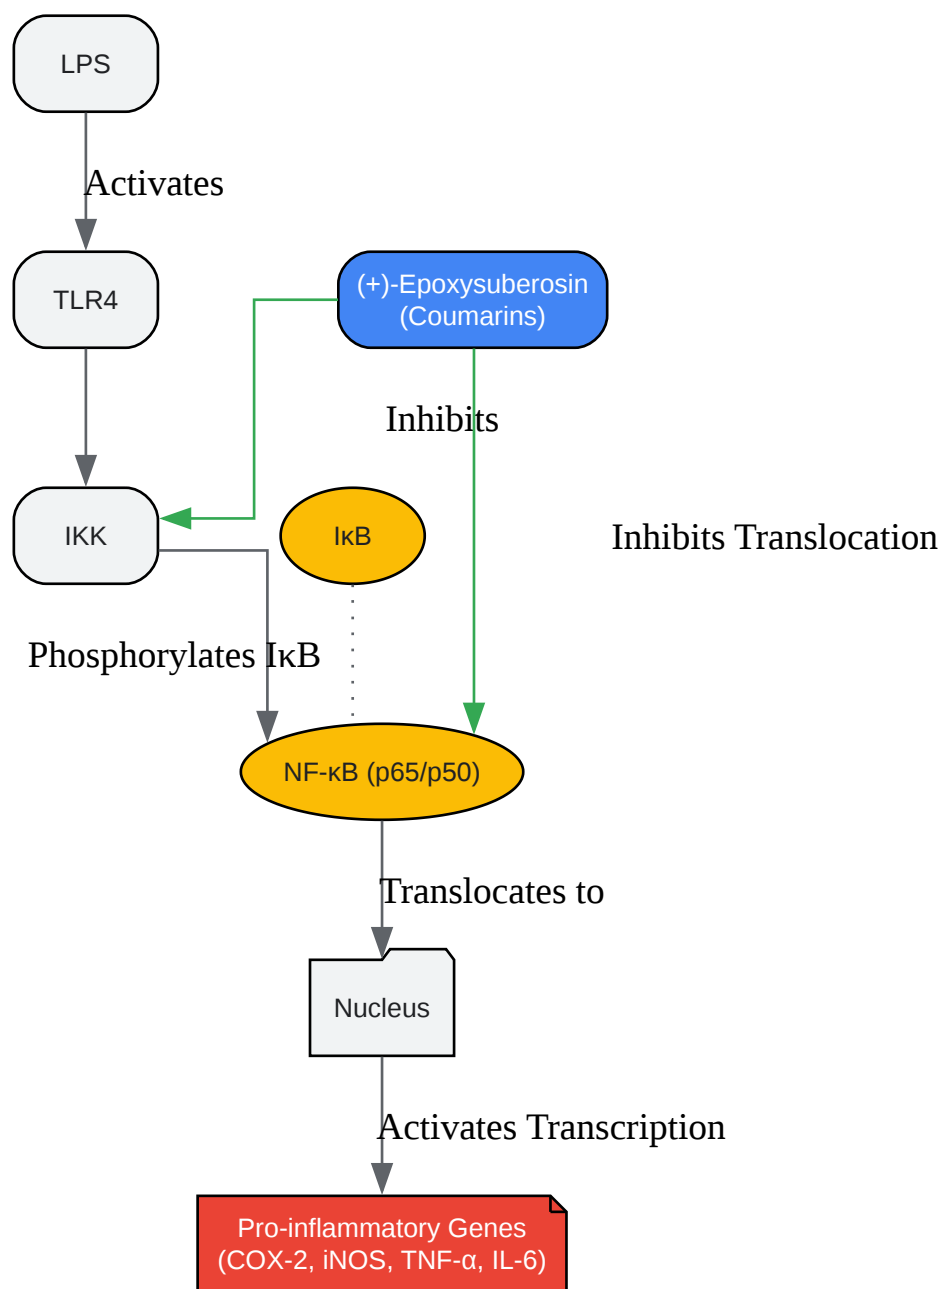 LPS
Activates
TLR4
(+)-Epoxysuberosin
(Coumarins)
Inhibits
IKK
IκB
Inhibits Translocation
Phosphorylates IκB
NF-κB (p65/p50)
Translocates to
Nucleus
Activates Transcription
Pro-inflammatory Genes
(COX-2, iNOS, TNF-α, IL-6)